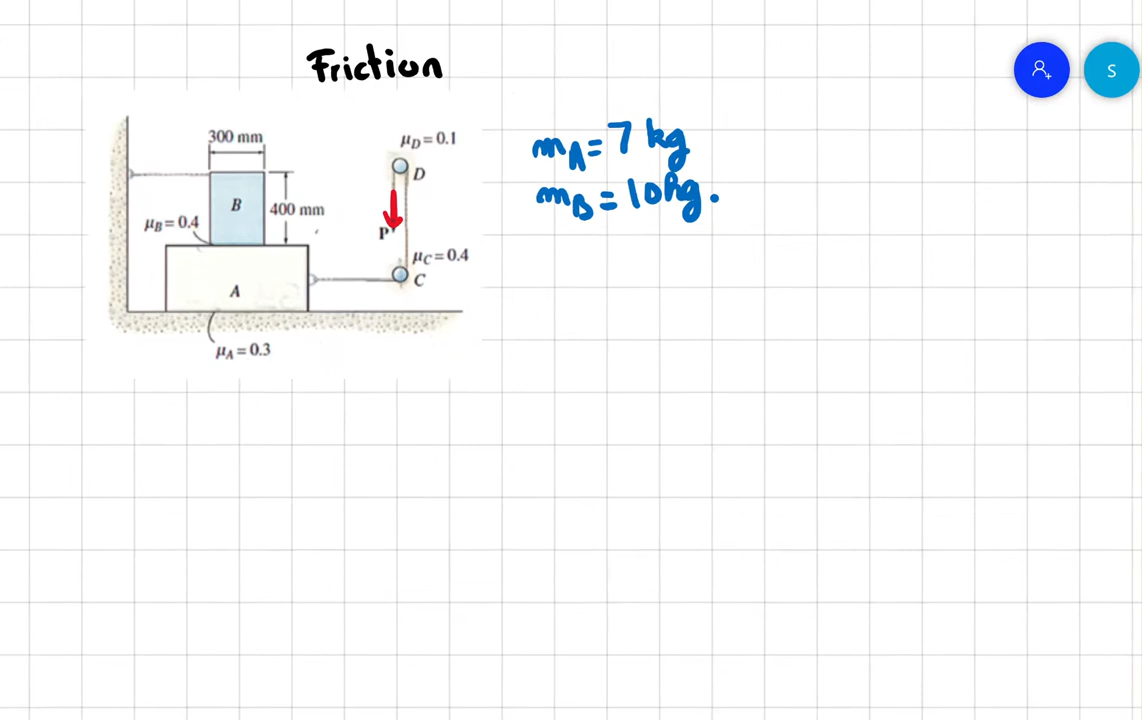 Friction
300 mm
μD = 0.1
D
B
400 mm
μB = 0.4
P
μC = 0.4
C
A
μA = 0.3
mA = 7 kg
mB = 10 kg.
S